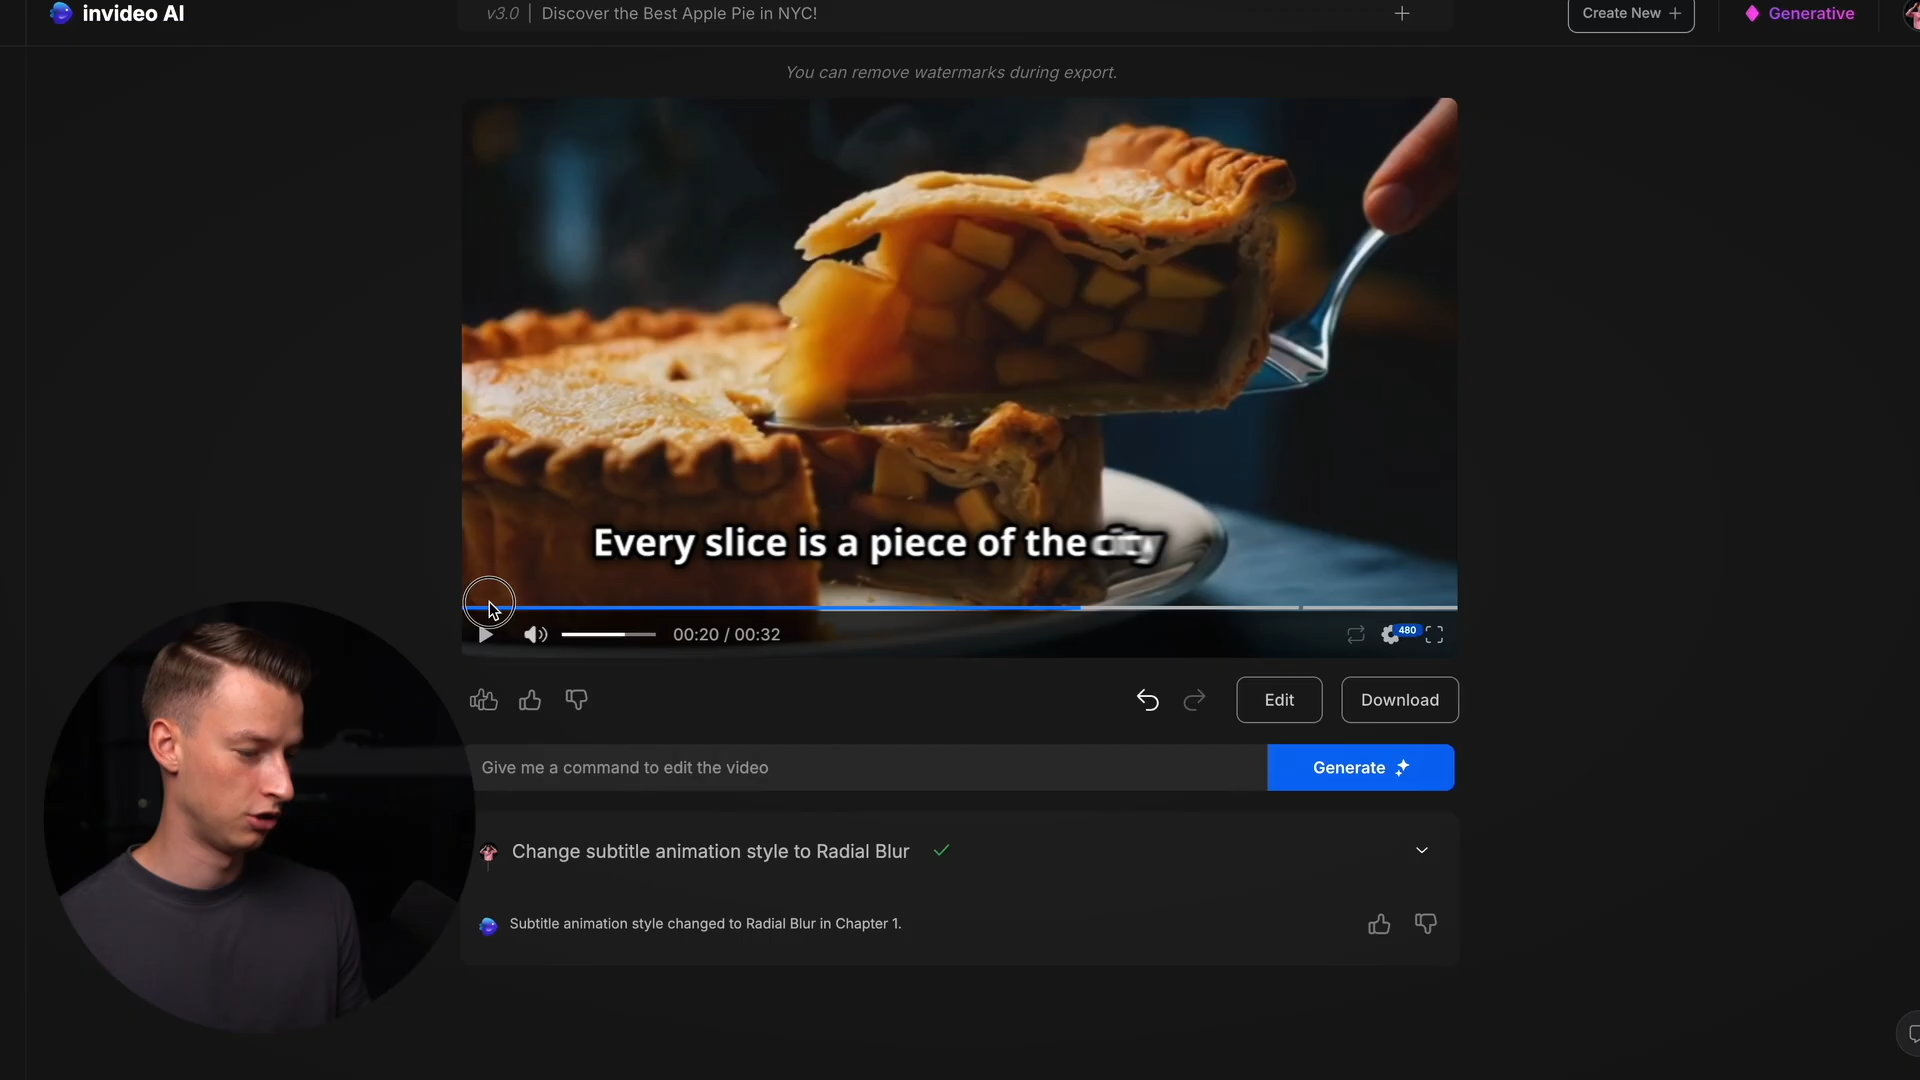 invideo AI
v3.0 | Discover the Best Apple Pie in NYC!
Create New +
Generative
You can remove watermarks during export.
Every slice is a piece of the city
00:20 / 00:32
480
Edit
Download
Give me a command to edit the video
Generate
Change subtitle animation style to Radial Blur
Subtitle animation style changed to Radial Blur in Chapter 1.